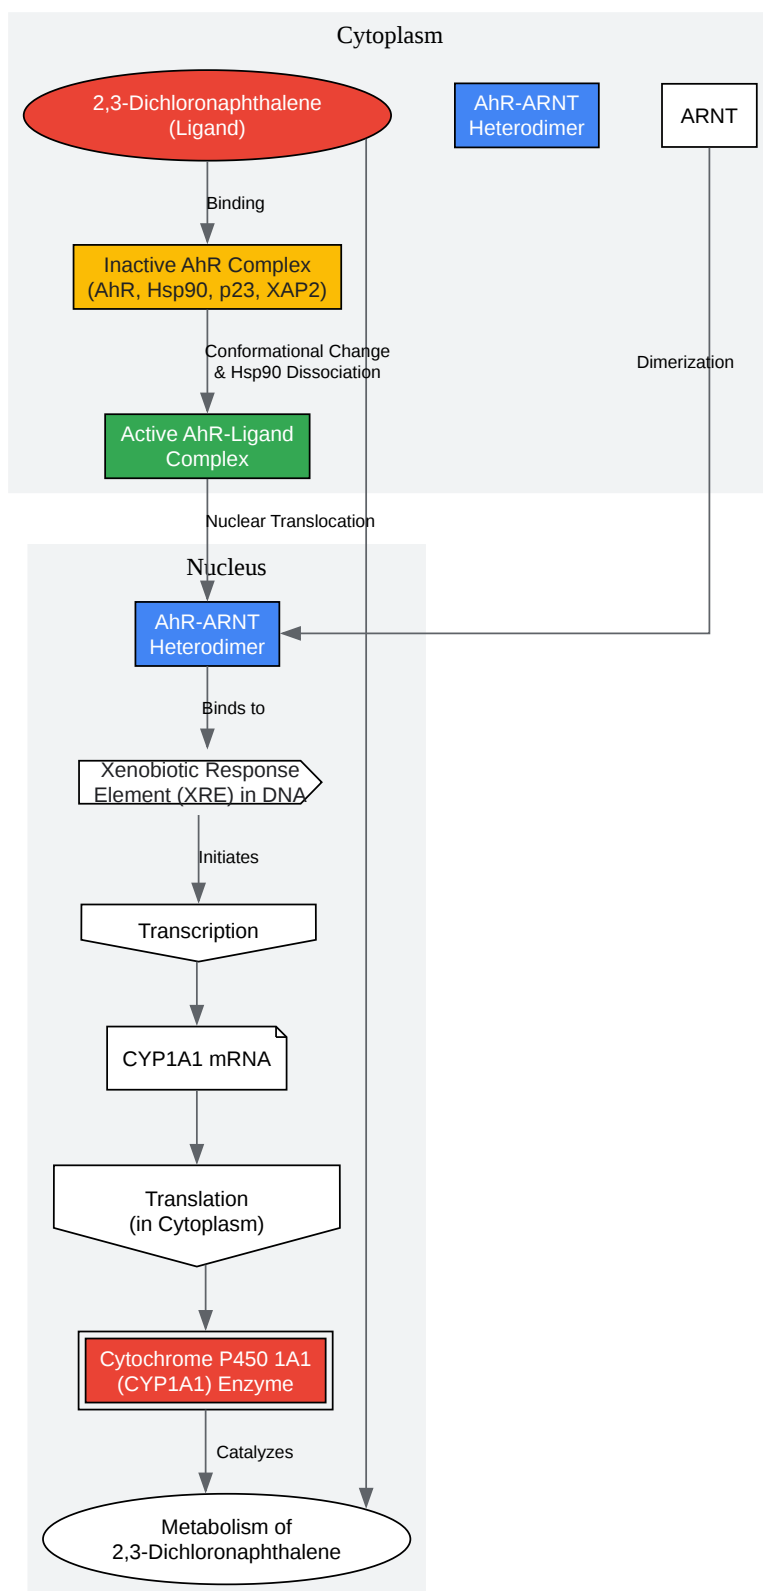 Cytoplasm
2,3-Dichloronaphthalene
(Ligand)
AhR-ARNT
Heterodimer
ARNT
Binding
Inactive AhR Complex
(AhR, Hsp90, p23, XAP2)
Conformational Change
& Hsp90 Dissociation
Dimerization
Active AhR-Ligand
Complex
Nuclear Translocation
Nucleus
AhR-ARNT
Heterodimer
Binds to
Xenobiotic Response
Element (XRE) in DNA
Initiates
Transcription
CYP1A1 mRNA
Translation
(in Cytoplasm)
Cytochrome P450 1A1
(CYP1A1) Enzyme
Catalyzes
Metabolism of
2,3-Dichloronaphthalene